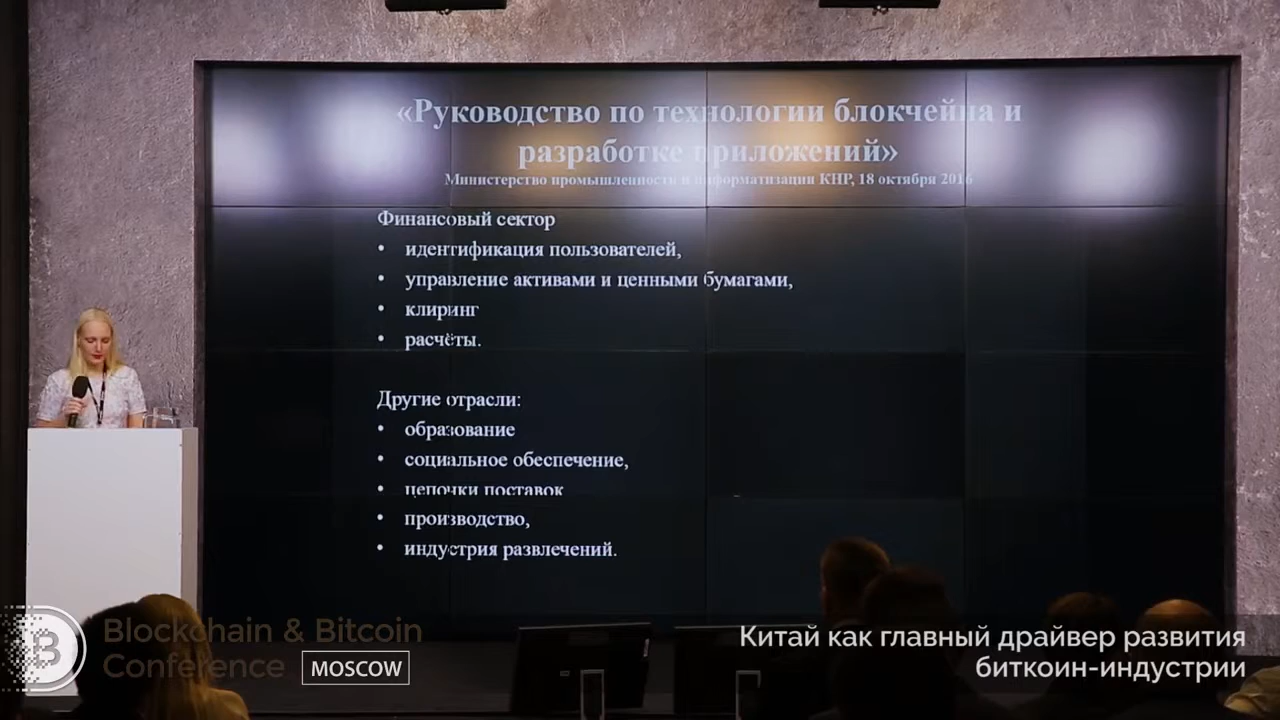 «Руководство по технологии блокчейна и
разработке приложений»
Министерство промышленности и информатизации КНР, 18 октября 2016
Финансовый сектор
• идентификация пользователей,
• управление активами и ценными бумагами,
• клиринг
• расчёты.
Другие отрасли:
• образование
• социальное обеспечение,
• цепочки поставок
• производство,
• индустрия развлечений.
Blockchain & Bitcoin
Conference MOSCOW
Китай как главный драйвер развития
биткоин-индустрии